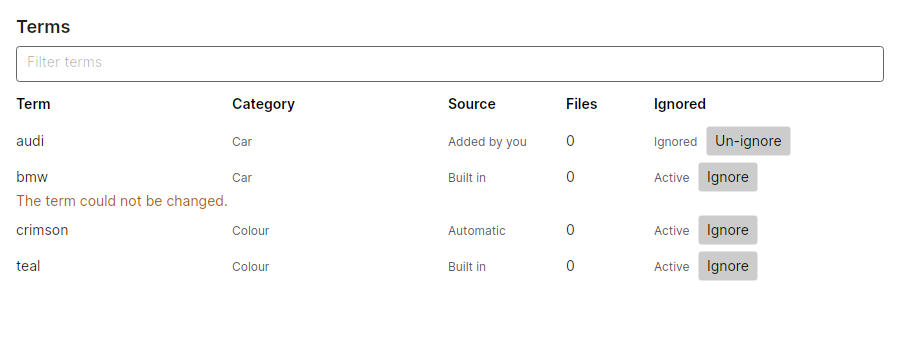 Terms
Filter terms
Term Category Source Files Ignored
audi Car Added by you 0 Ignored Un-ignore
bmw Car Built in 0 Active Ignore
The term could not be changed.
crimson Colour Automatic 0 Active Ignore
teal Colour Built in 0 Active Ignore